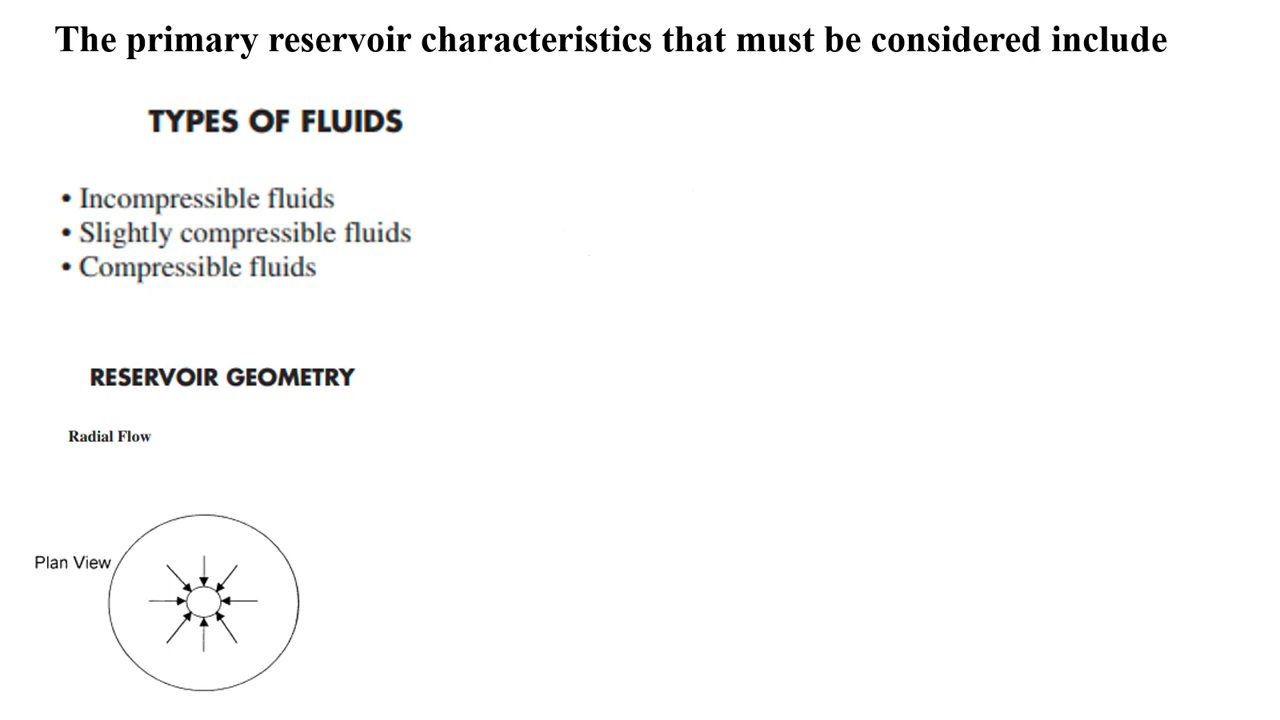 The primary reservoir characteristics that must be considered include
TYPES OF FLUIDS
• Incompressible fluids
• Slightly compressible fluids
• Compressible fluids
RESERVOIR GEOMETRY
Radial Flow
Plan View